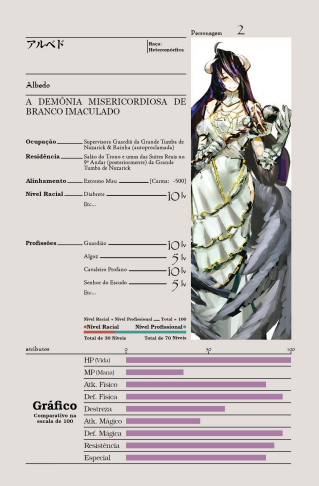 Personagem 2
アルベド
Raça:
Heteromórfica
Albedo
A DEMÔNIA MISERICORDIOSA DE
BRANCO IMACULADO
Ocupação
Supervisora Guardiã da Grande Tumba de
Nazarick & Rainha (autoproclamada)
Residência
Salão do Trono e umas das Suites Reais no
9º Andar (posteriormente) da Grande
Tumba de Nazarick
Alinhamento Extremo Mau [Carma: -500]
Nível Racial Diabrete 10 lv
Etc...
Profissões Guardião 10 lv
Algoz 5 lv
Cavaleiro Profano 10 lv
Senhor do Escudo 5 lv
Etc...
Nível Racial + Nível Profissional Total = 100
●Nível Racial Nível Profissional●
Total de 30 Níveis Total de 70 Níveis
atributos 0 50 100
HP (Vida)
MP (Mana)
Atk. Físico
Def. Física
Destreza
Atk. Mágico
Def. Mágica
Resistência
Especial
Gráfico
Comparativo na
escala de 100